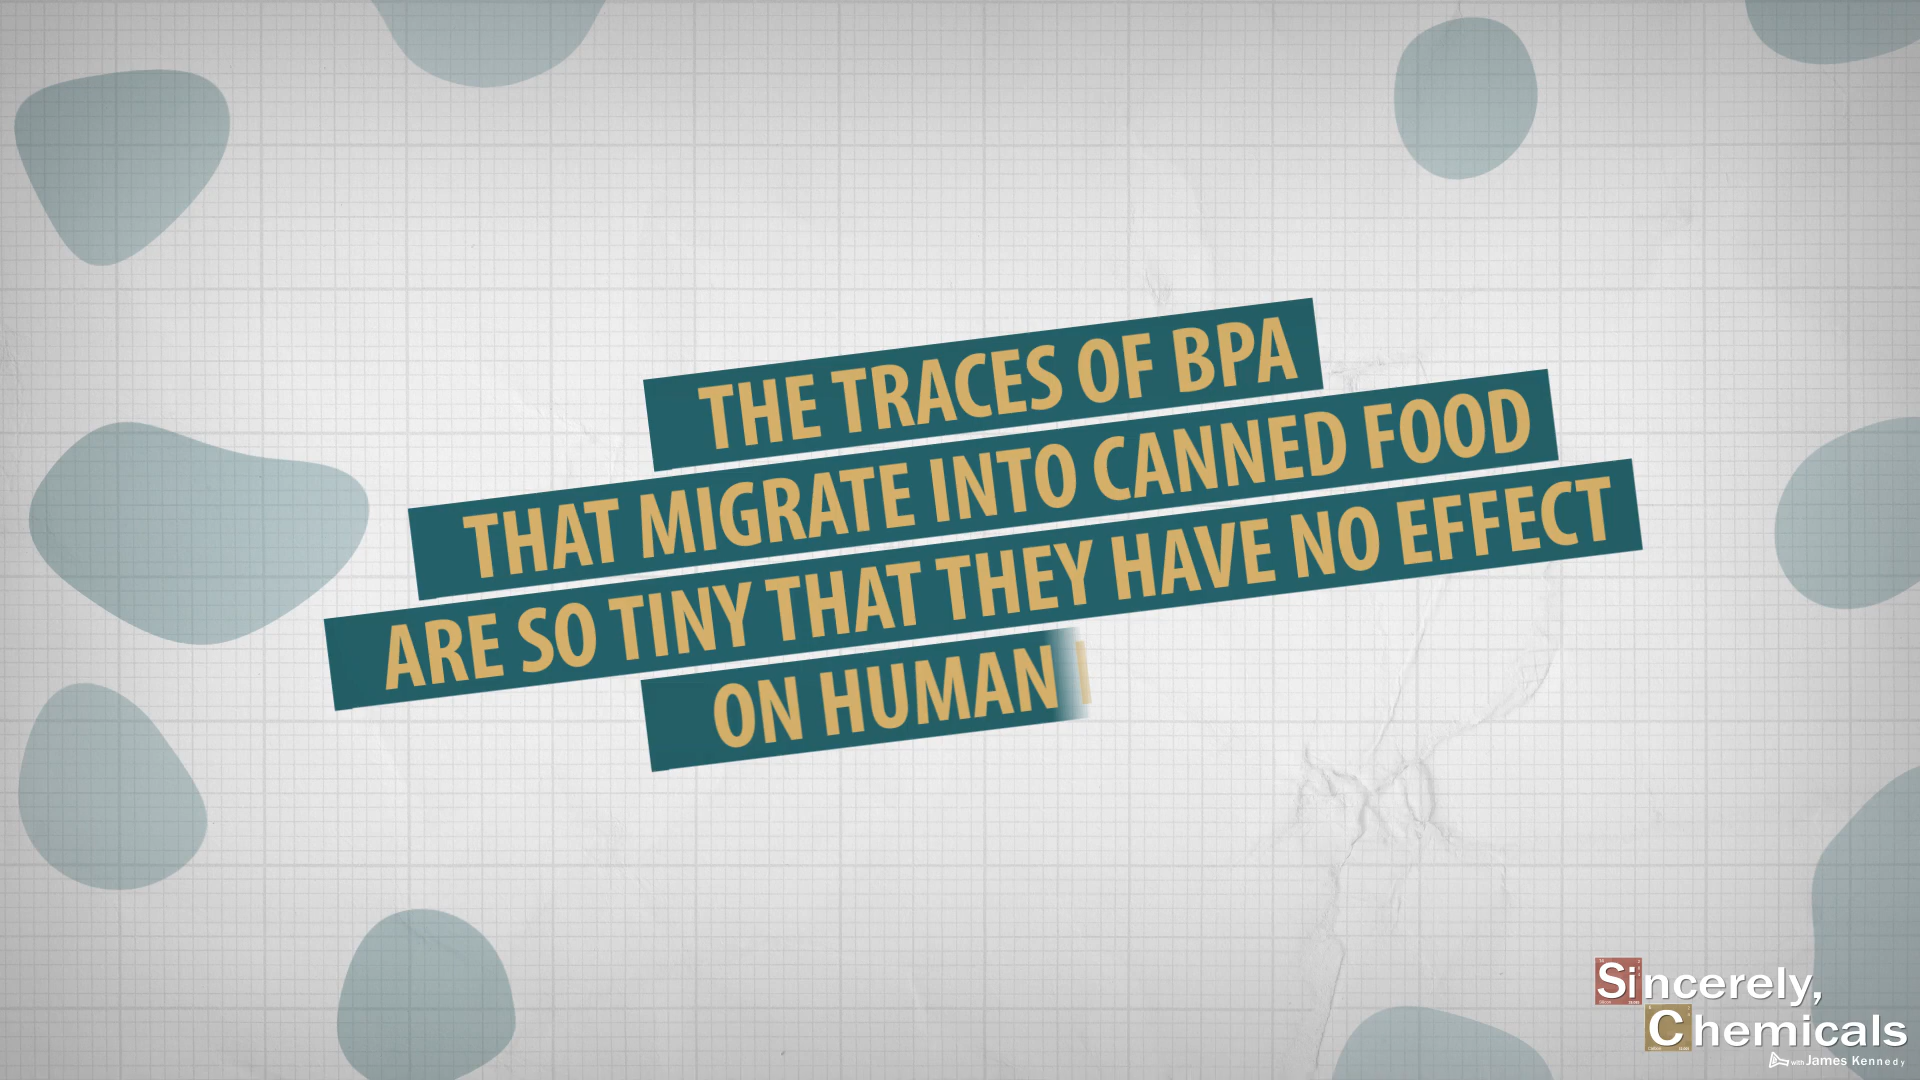 THE TRACES OF BPA
THAT MIGRATE INTO CANNED FOOD
ARE SO TINY THAT THEY HAVE NO EFFECT
ON HUMAN
Sincerely,
Chemicals
with James Kennedy